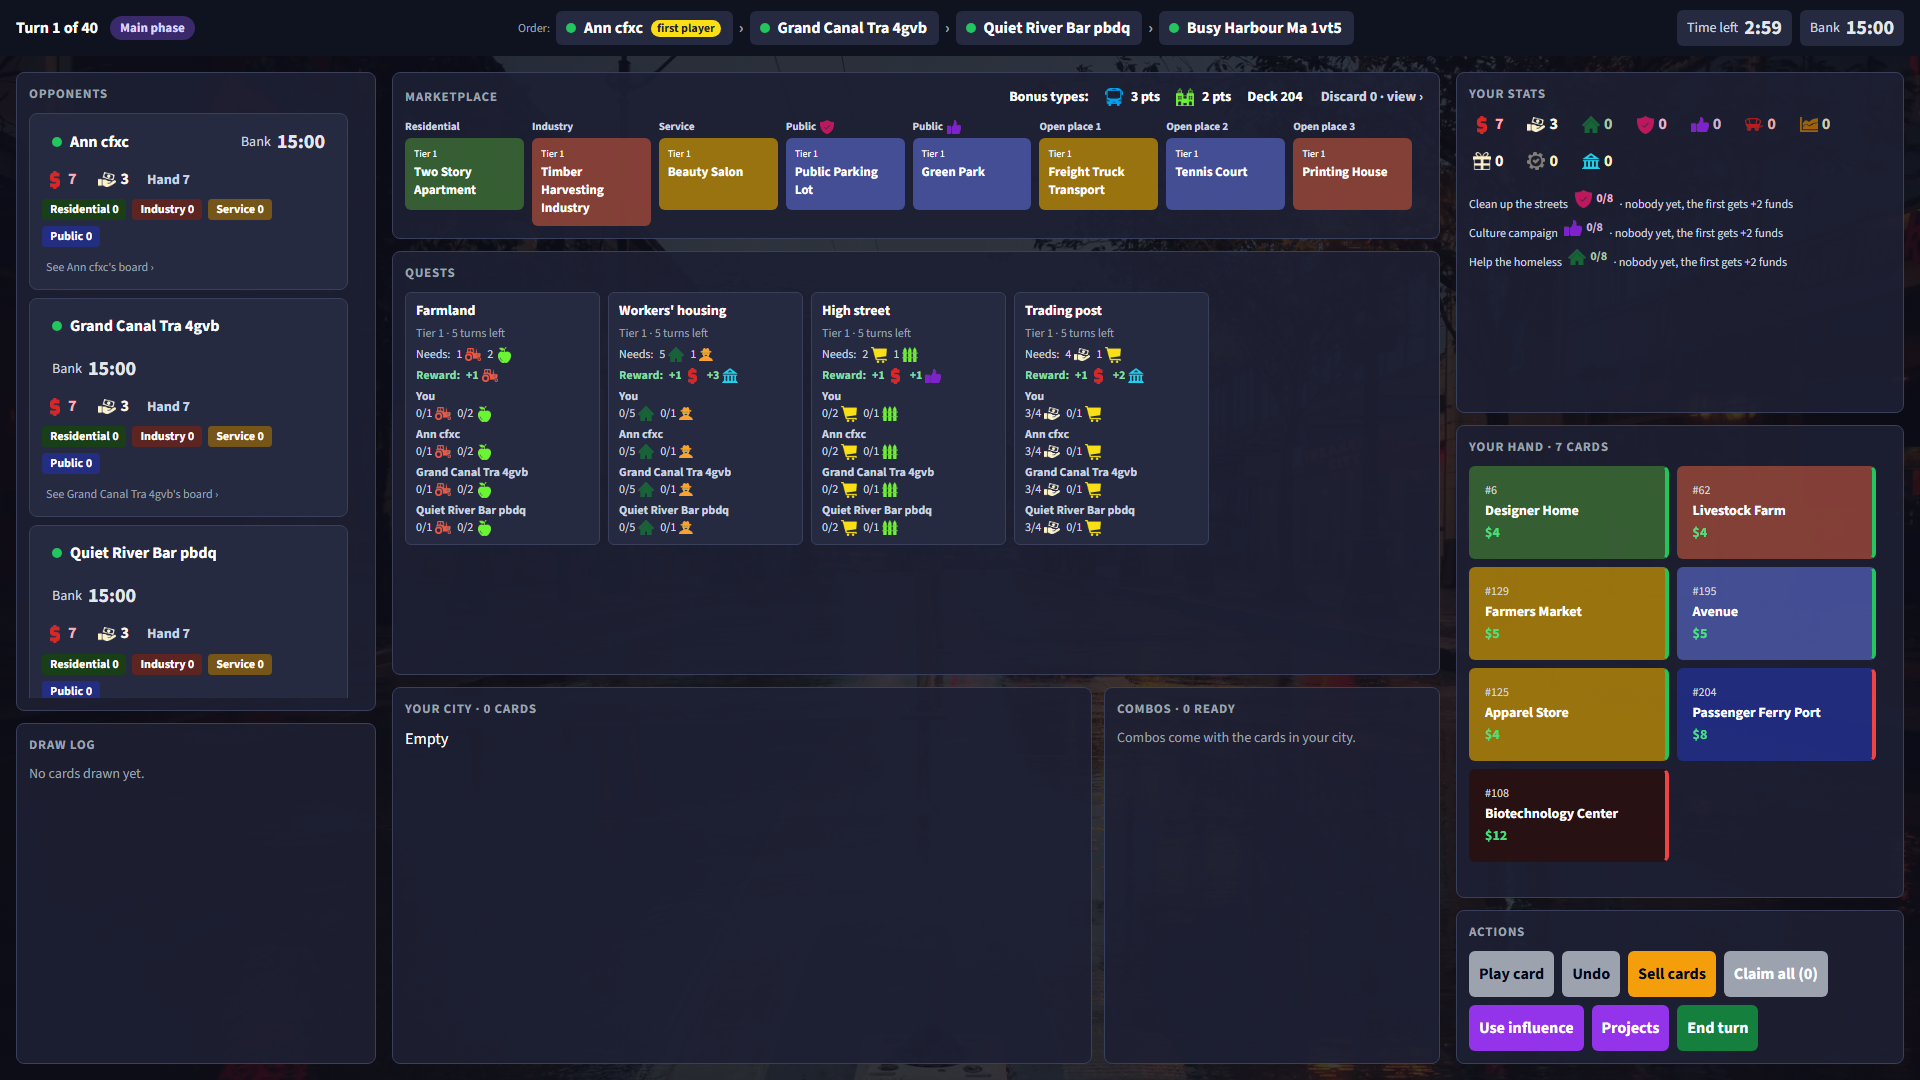 Turn 1 of 40
Main phase
Order:
Ann cfxc first player › Grand Canal Tra 4gvb › Quiet River Bar pbdq › Busy Harbour Ma 1vt5
Time left 2:59
Bank 15:00
OPPONENTS
Ann cfxc
Bank 15:00
7 3 Hand 7
Residential 0 Industry 0 Service 0
Public 0
See Ann cfxc's board ›
Grand Canal Tra 4gvb
Bank 15:00
7 3 Hand 7
Residential 0 Industry 0 Service 0
Public 0
See Grand Canal Tra 4gvb's board ›
Quiet River Bar pbdq
Bank 15:00
7 3 Hand 7
Residential 0 Industry 0 Service 0
Public 0
DRAW LOG
No cards drawn yet.
MARKETPLACE
Bonus types: 3 pts 2 pts Deck 204 Discard 0 · view ›
Residential
Tier 1
Two Story
Apartment
Industry
Tier 1
Timber
Harvesting
Industry
Service
Tier 1
Beauty Salon
Public
Tier 1
Public Parking
Lot
Public
Tier 1
Green Park
Open place 1
Tier 1
Freight Truck
Transport
Open place 2
Tier 1
Tennis Court
Open place 3
Tier 1
Printing House
QUESTS
Farmland
Tier 1 · 5 turns left
Needs: 1 2
Reward: +1
You
0/1 0/2
Ann cfxc
0/1 0/2
Grand Canal Tra 4gvb
0/1 0/2
Quiet River Bar pbdq
0/1 0/2
Workers' housing
Tier 1 · 5 turns left
Needs: 5 1
Reward: +1 +3
You
0/5 0/1
Ann cfxc
0/5 0/1
Grand Canal Tra 4gvb
0/5 0/1
Quiet River Bar pbdq
0/5 0/1
High street
Tier 1 · 5 turns left
Needs: 2 1
Reward: +1 +1
You
0/2 0/1
Ann cfxc
0/2 0/1
Grand Canal Tra 4gvb
0/2 0/1
Quiet River Bar pbdq
0/2 0/1
Trading post
Tier 1 · 5 turns left
Needs: 4 1
Reward: +1 +2
You
3/4 0/1
Ann cfxc
3/4 0/1
Grand Canal Tra 4gvb
3/4 0/1
Quiet River Bar pbdq
3/4 0/1
YOUR CITY · 0 CARDS
Empty
COMBOS · 0 READY
Combos come with the cards in your city.
YOUR STATS
7 3 0 0 0 0 0
0 0 0
Clean up the streets 0/8 · nobody yet, the first gets +2 funds
Culture campaign 0/8 · nobody yet, the first gets +2 funds
Help the homeless 0/8 · nobody yet, the first gets +2 funds
YOUR HAND · 7 CARDS
#6
Designer Home
$4
#62
Livestock Farm
$4
#129
Farmers Market
$5
#195
Avenue
$5
#125
Apparel Store
$4
#204
Passenger Ferry Port
$8
#108
Biotechnology Center
$12
ACTIONS
Play card
Undo
Sell cards
Claim all (0)
Use influence
Projects
End turn